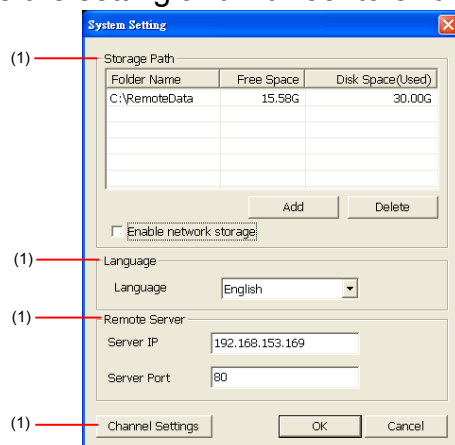 System Setting
(1)
Storage Path
Folder Name Free Space Disk Space(Used)
C:\RemoteData 15.58G 30.00G
Add Delete
Enable network storage
(1)
Language
Language English
(1)
Remote Server
Server IP 192.168.153.169
Server Port 80
(1)
Channel Settings OK Cancel